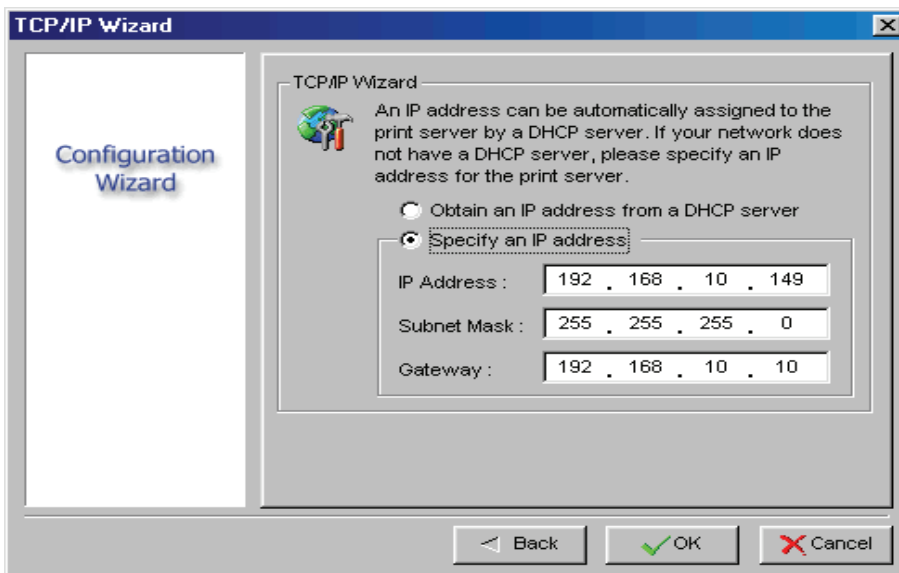 TCP/IP Wizard
Configuration
Wizard
TCP/IP Wizard
An IP address can be automatically assigned to the
print server by a DHCP server. If your network does
not have a DHCP server, please specify an IP
address for the print server.
Obtain an IP address from a DHCP server
Specify an IP address
IP Address : 192 . 168 . 10 . 149
Subnet Mask : 255 . 255 . 255 . 0
Gateway : 192 . 168 . 10 . 10
Back OK Cancel